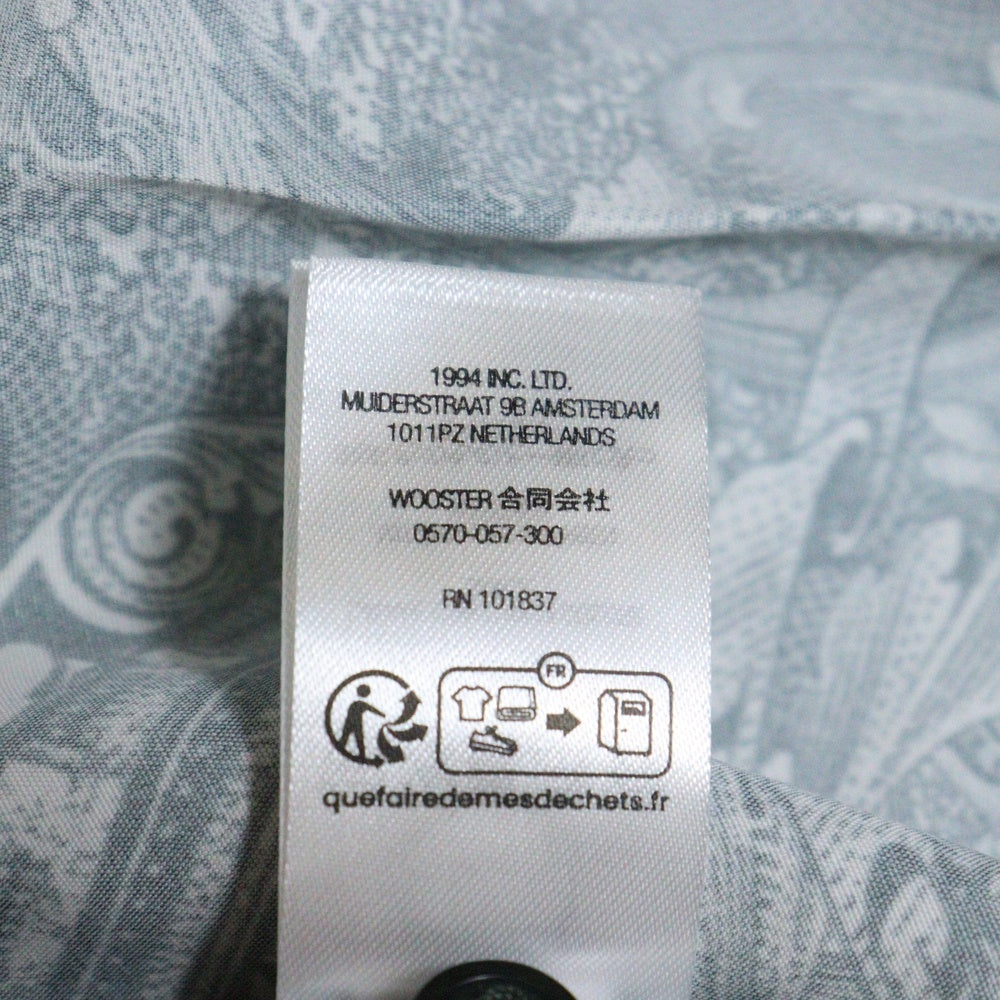 1994 INC. LTD.
MUIDERSTRAAT 9B AMSTERDAM
1011PZ NETHERLANDS
WOOSTER 合同会社
0570-057-300
RN 101837
FR
quefairedemesdechets.fr